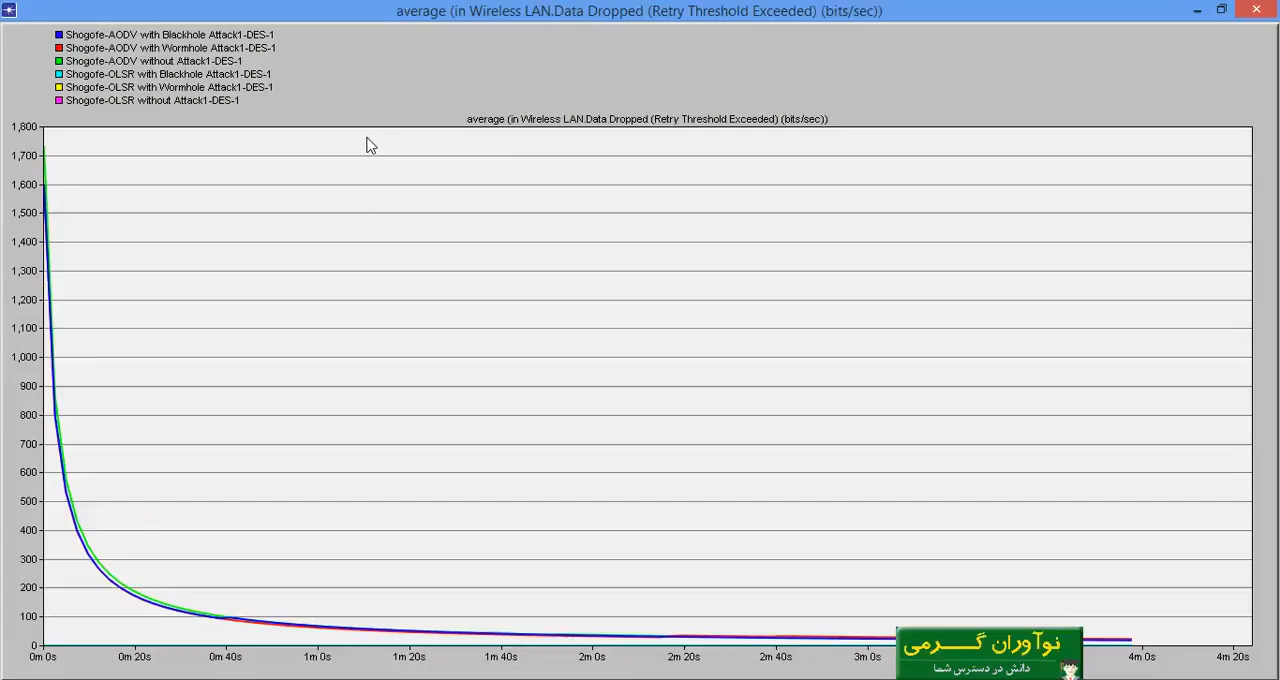 average (in Wireless LAN.Data Dropped (Retry Threshold Exceeded) (bits/sec))
Shogofe-AODV with Blackhole Attack1-DES-1
Shogofe-AODV with Wormhole Attack1-DES-1
Shogofe-AODV without Attack1-DES-1
Shogofe-OLSR with Blackhole Attack1-DES-1
Shogofe-OLSR with Wormhole Attack1-DES-1
Shogofe-OLSR without Attack1-DES-1
average (in Wireless LAN.Data Dropped (Retry Threshold Exceeded) (bits/sec))
1,800
1,700
1,600
1,500
1,400
1,300
1,200
1,100
1,000
900
800
700
600
500
400
300
200
100
0
0m 0s 0m 20s 0m 40s 1m 0s 1m 20s 1m 40s 2m 0s 2m 20s 2m 40s 3m 0s 4m 0s 4m 20s
نوآوران گرمی
دانش در دسترس شما